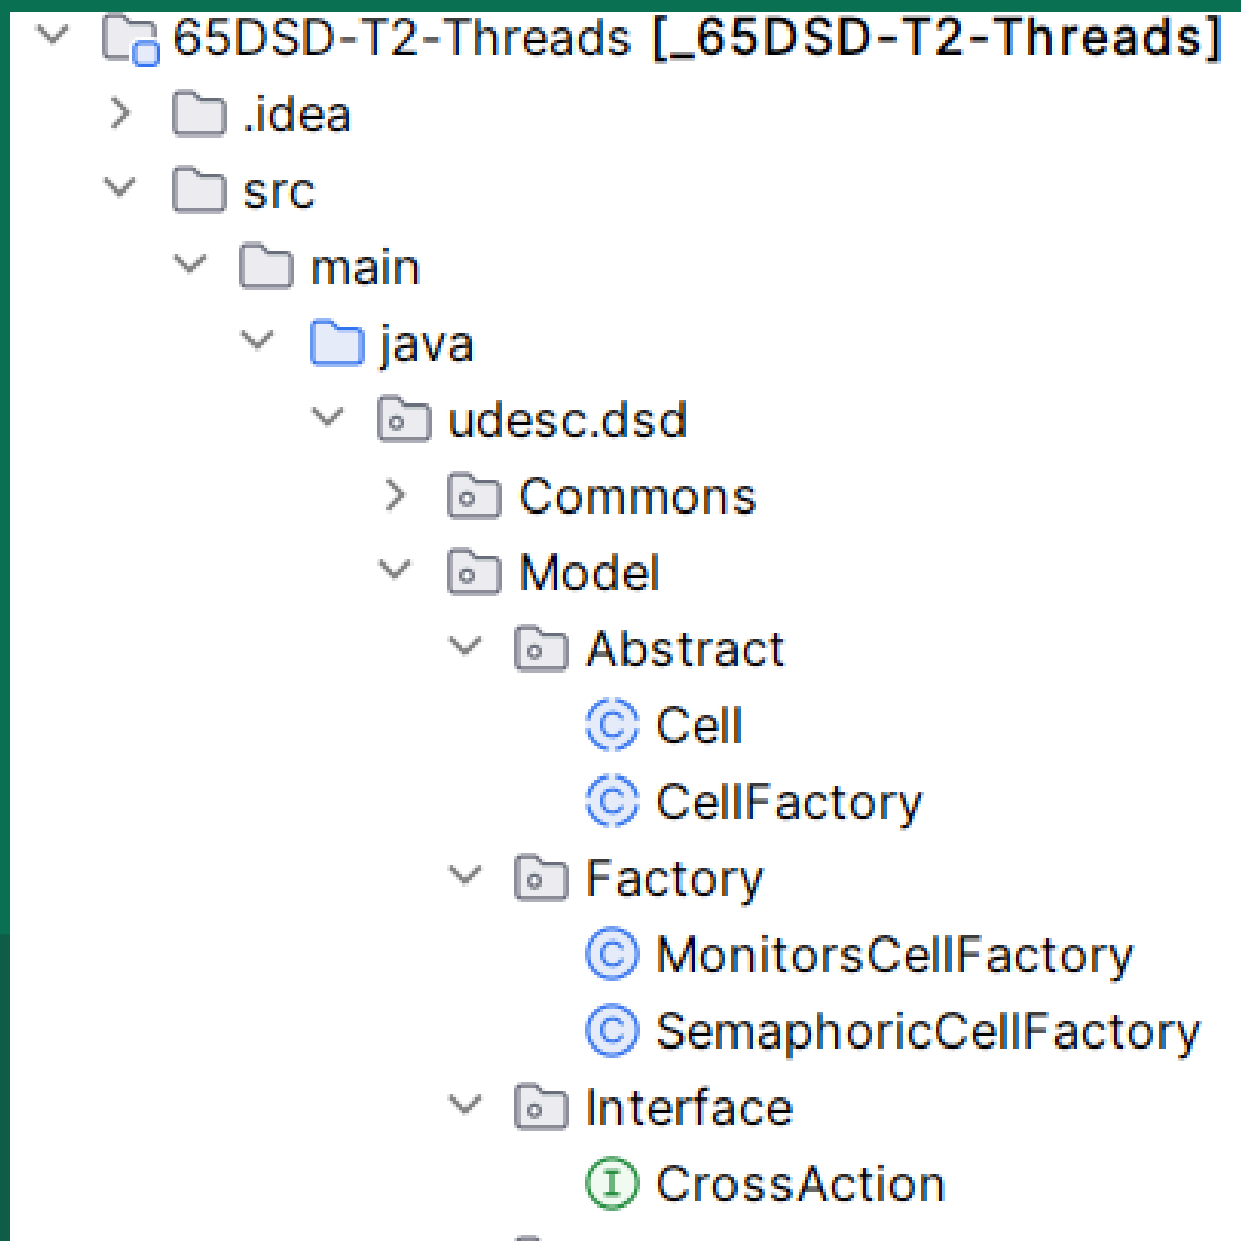 65DSD-T2-Threads [_65DSD-T2-Threads]
.idea
src
main
java
udesc.dsd
Commons
Model
Abstract
C Cell
C CellFactory
Factory
C MonitorsCellFactory
C SemaphoricCellFactory
Interface
I CrossAction